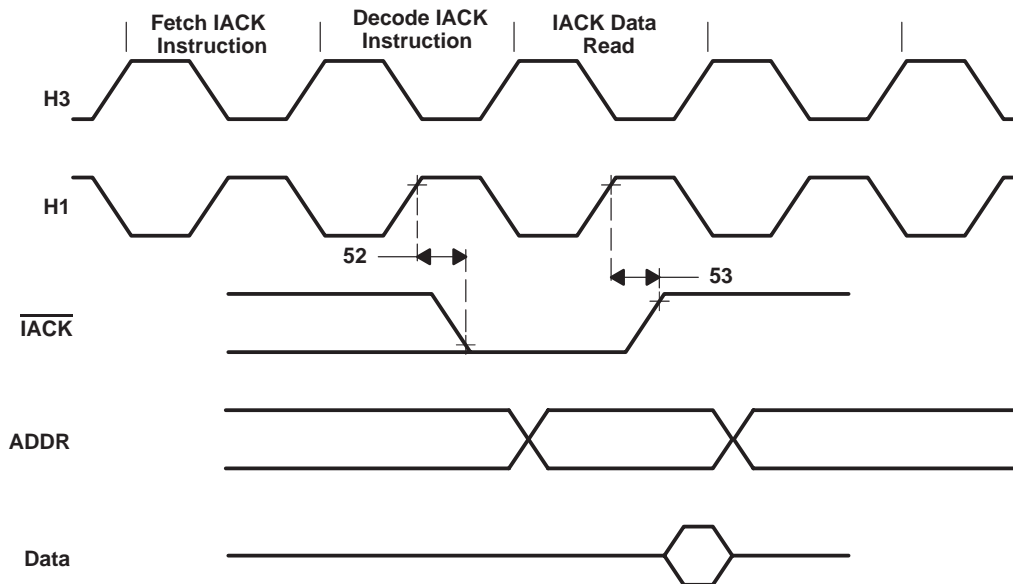 Fetch IACK
Instruction
Decode IACK
Instruction
IACK Data
Read
H3
H1
52
53
IACK
ADDR
Data